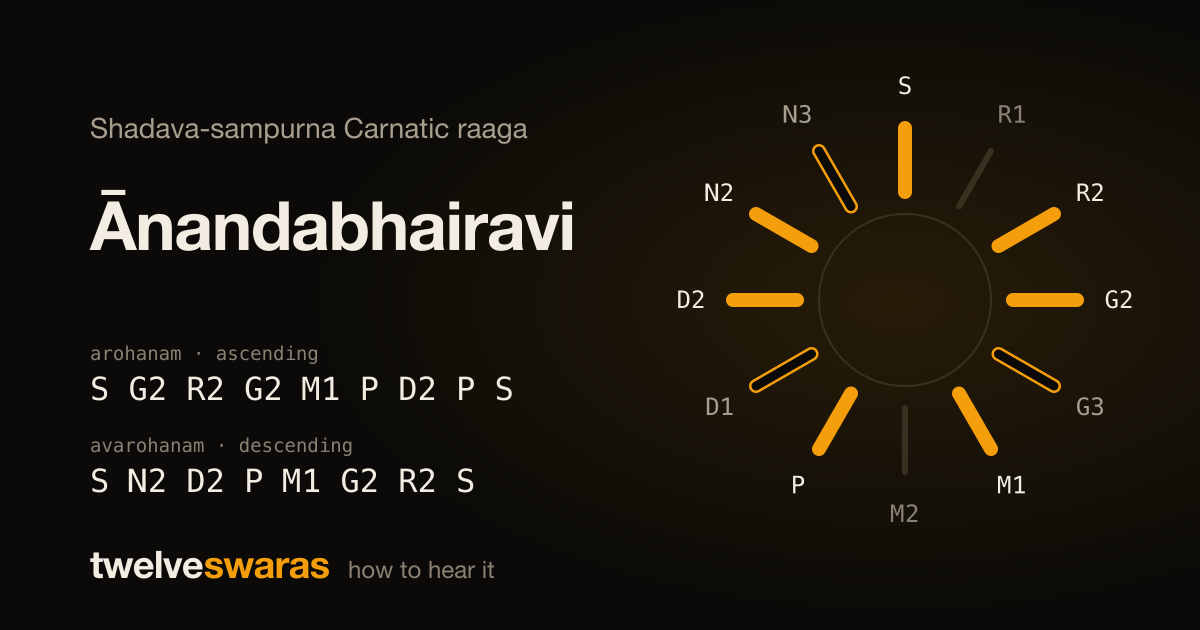 Shadava-sampurna Carnatic raaga
Ānandabhairavi
arohanam · ascending
S G2 R2 G2 M1 P D2 P S
avarohanam · descending
S N2 D2 P M1 G2 R2 S
twelveswaras how to hear it
S
R1
R2
G2
G3
M1
M2
P
D1
D2
N2
N3